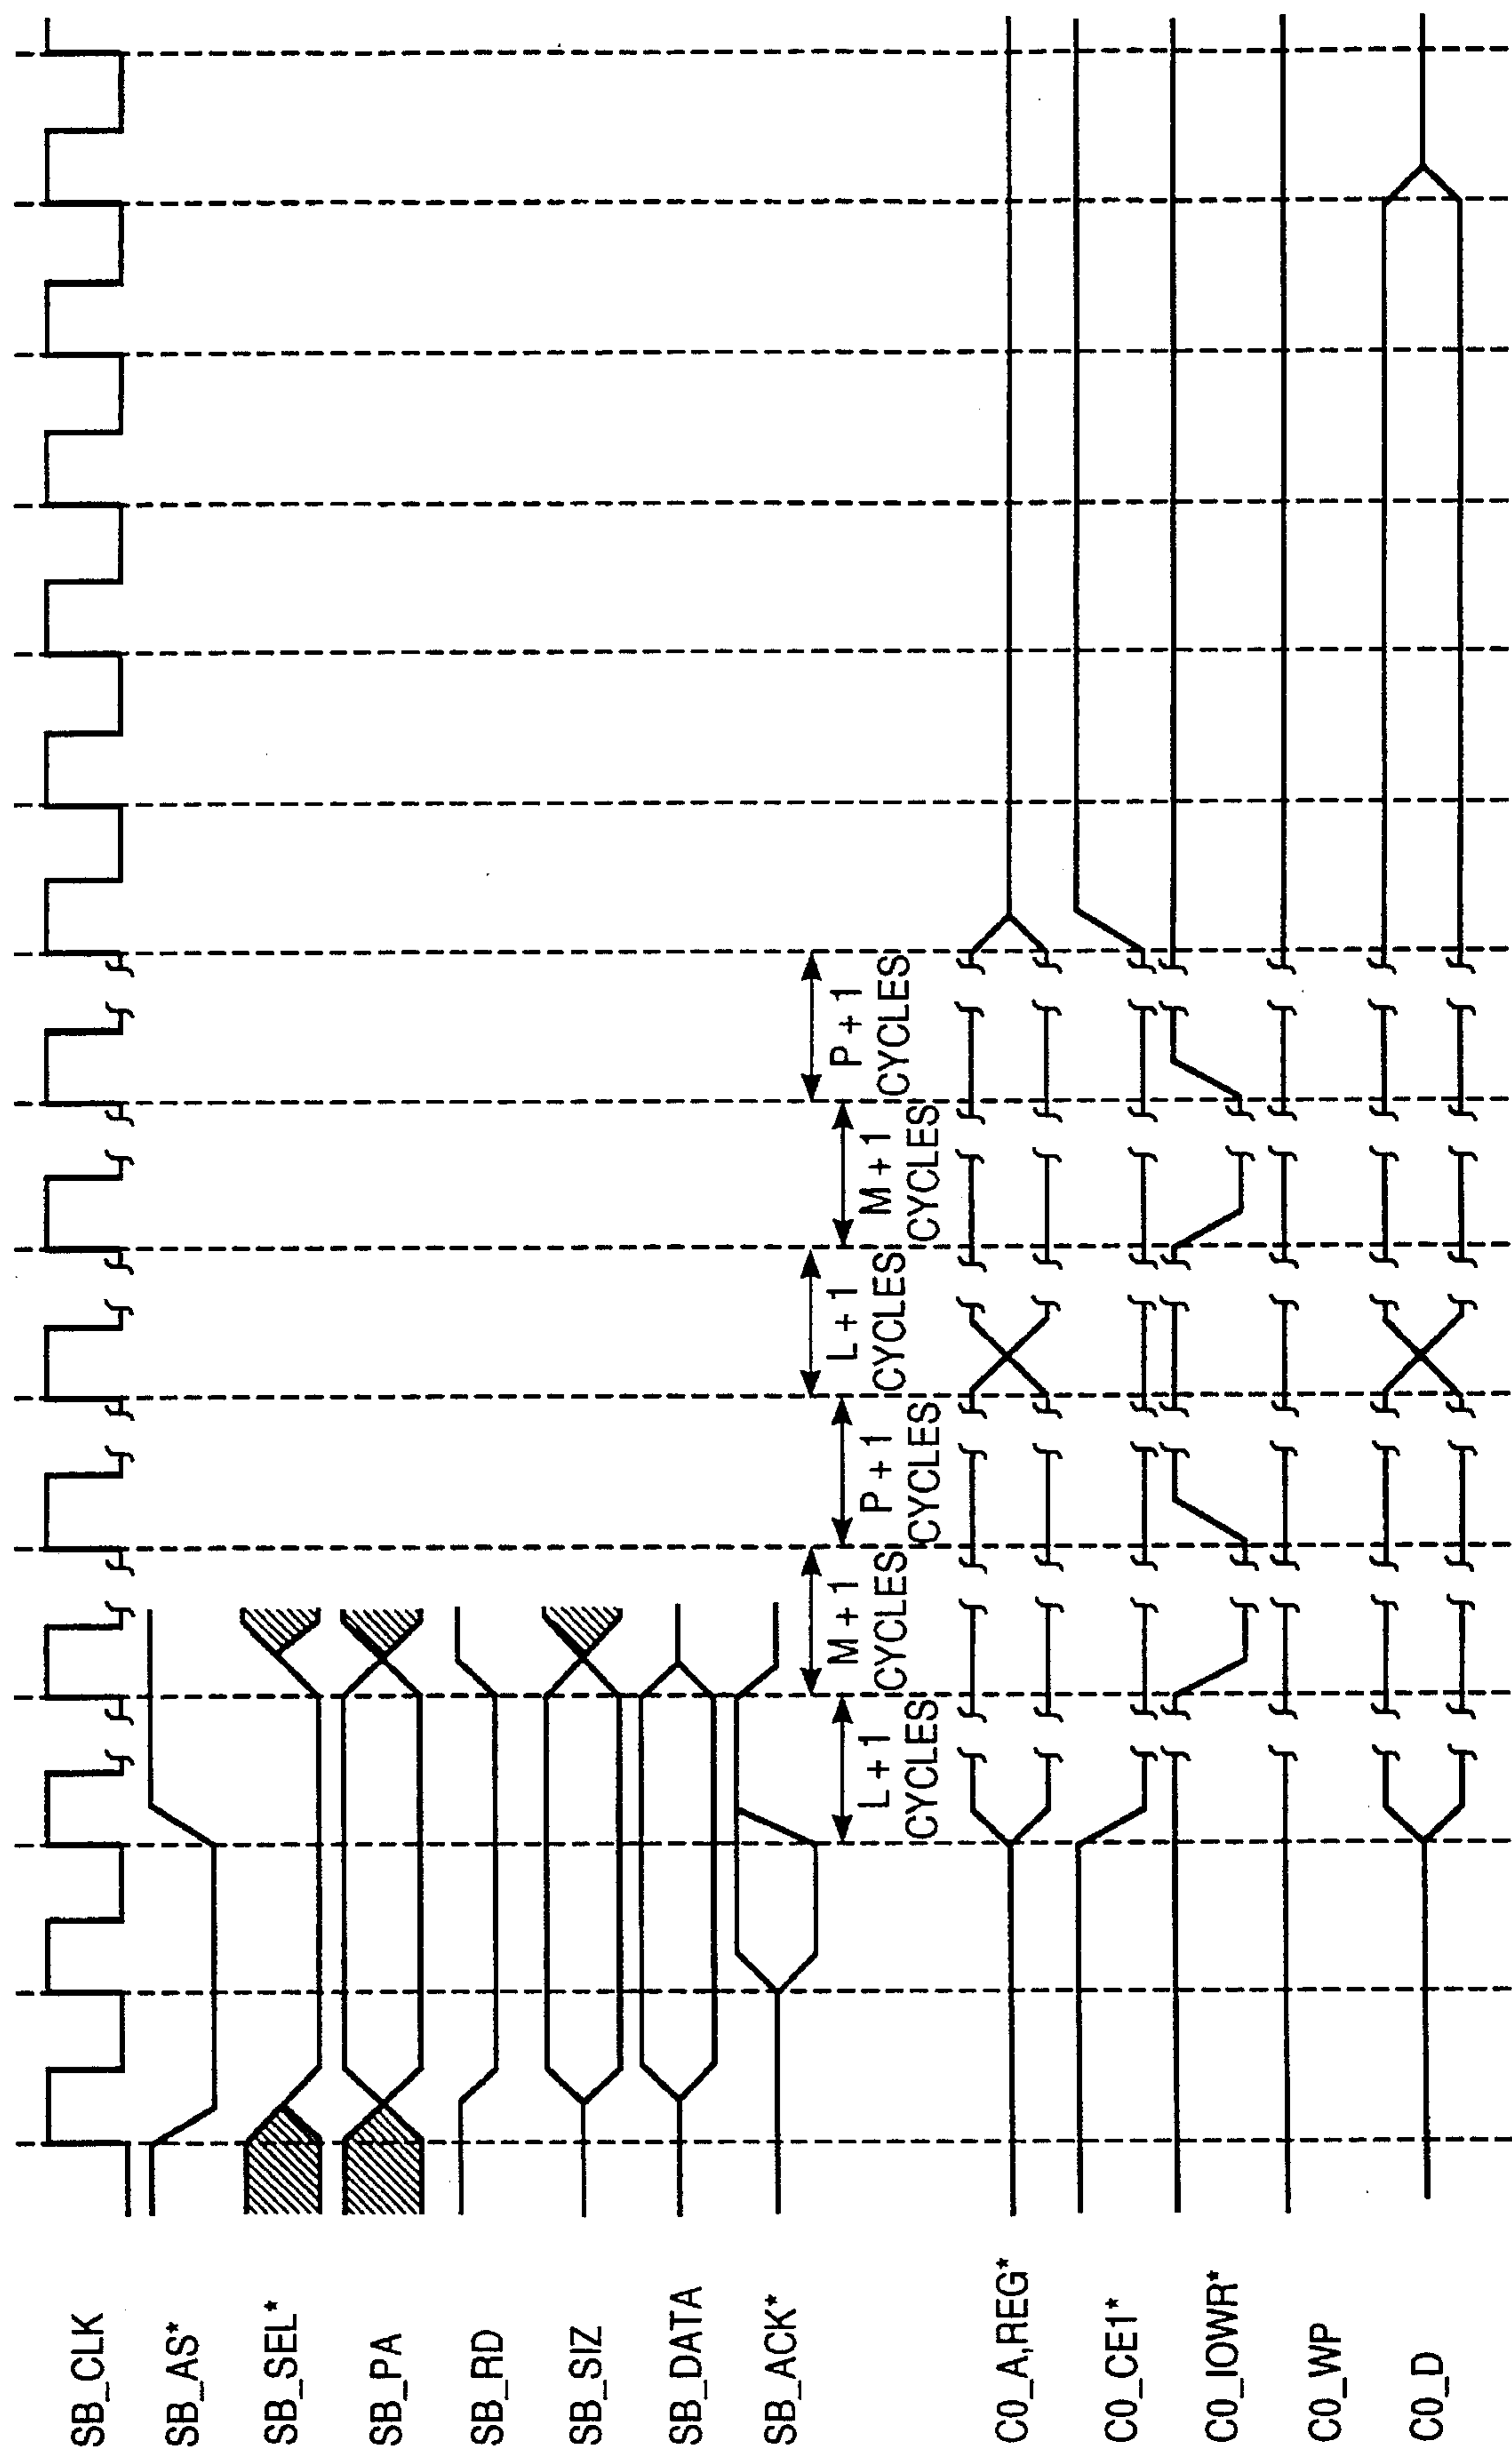 SB_CLK
SB_AS*
SB_SEL*
SB_PA
SB_RD
SB_SIZ
SB_DATA
SB_ACK*
L+1
CYCLES
M+1
CYCLES
P+1
CYCLES
L+1
CYCLES
M+1
CYCLES
P+1
CYCLES
C0_A,REG*
C0_CE1*
C0_IOWR*
C0_WP
C0_D